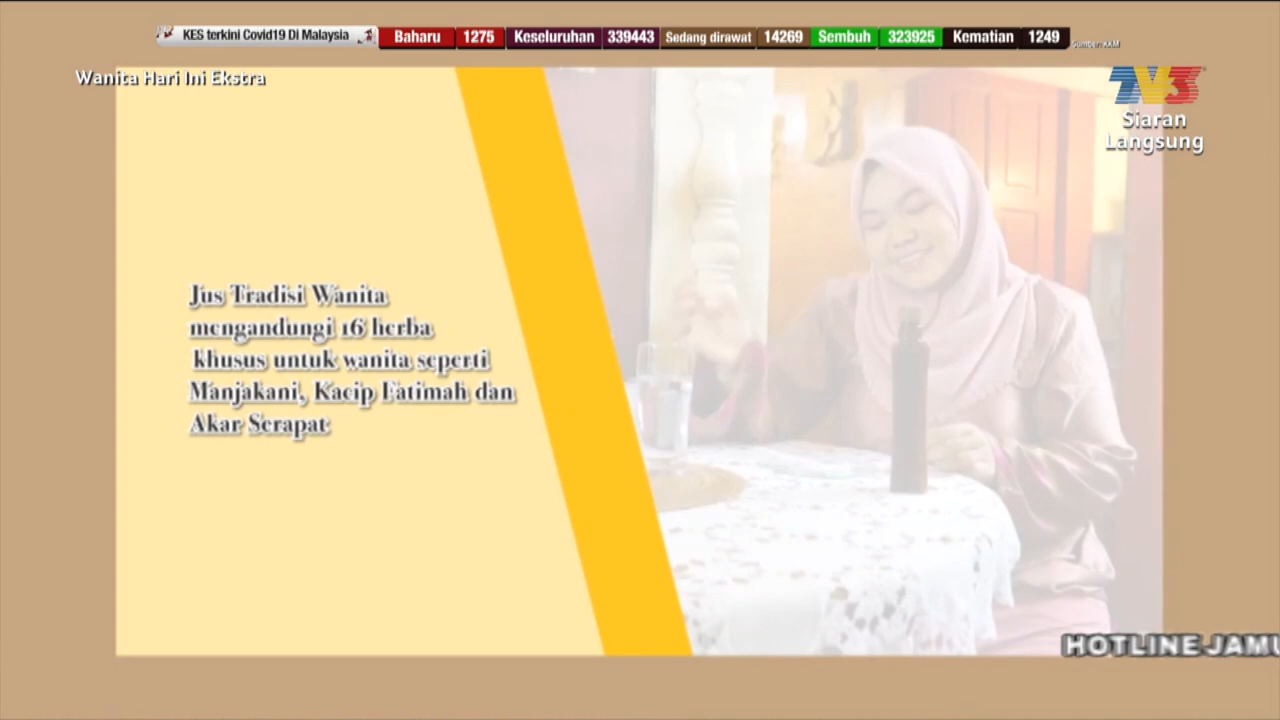 KES terkini Covid19 Di Malaysia Baharu 1275 Keseluruhan 339443 Sedang dirawat 14269 Sembuh 323925 Kematian 1249
Sumber: KKM
Wanita Hari Ini Ekstra
TV3
Siaran
Langsung
Jus Tradisi Wanita
mengandungi 16 herba
khusus untuk wanita seperti
Manjakani, Kacip Fatimah dan
Akar Serapat
HOTLINE JAMU